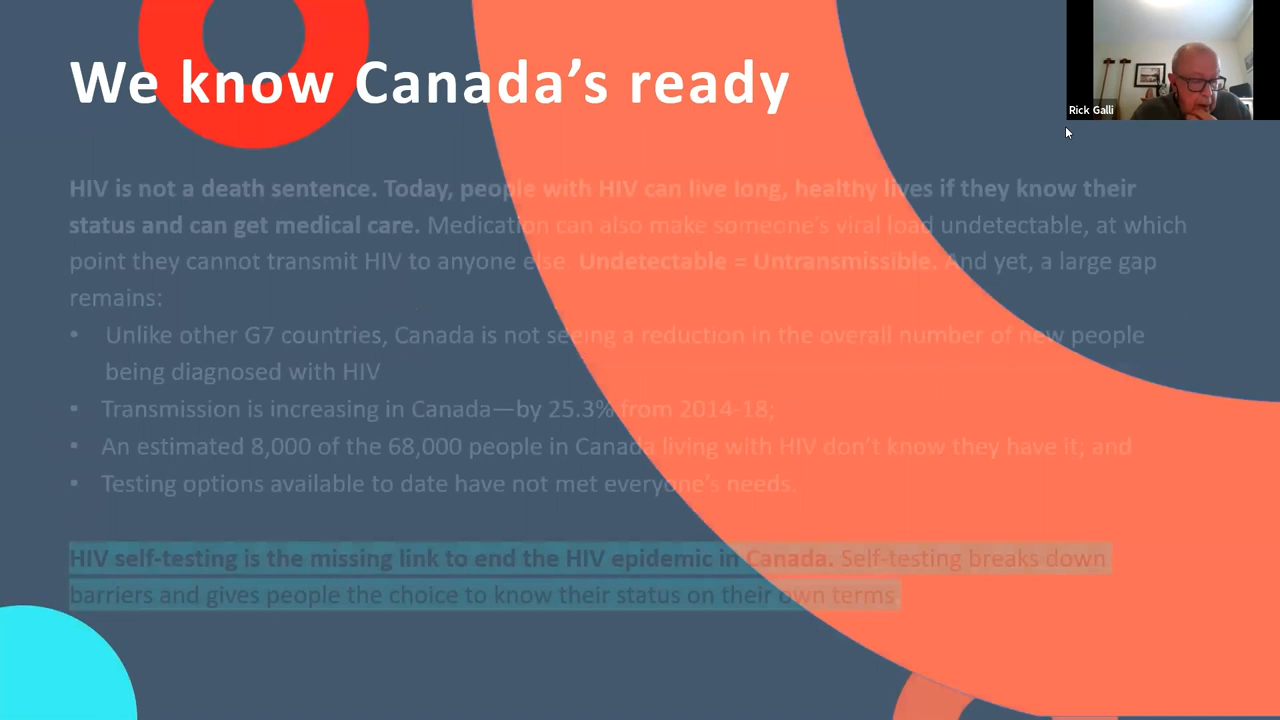 We know Canada’s ready
Rick Galli
HIV is not a death sentence. Today, people with HIV can live long, healthy lives if they know their
status and can get medical care. Medication can also make someone’s viral load undetectable, at which
point they cannot transmit HIV to anyone else. Undetectable = Untransmissible. And yet, a large gap
remains:
• Unlike other G7 countries, Canada is not seeing a reduction in the overall number of new people
being diagnosed with HIV
• Transmission is increasing in Canada—by 25.3% from 2014-18;
• An estimated 8,000 of the 68,000 people in Canada living with HIV don’t know they have it; and
• Testing options available to date have not met everyone’s needs.
HIV self-testing is the missing link to end the HIV epidemic in Canada. Self-testing breaks down
barriers and gives people the choice to know their status on their own terms.